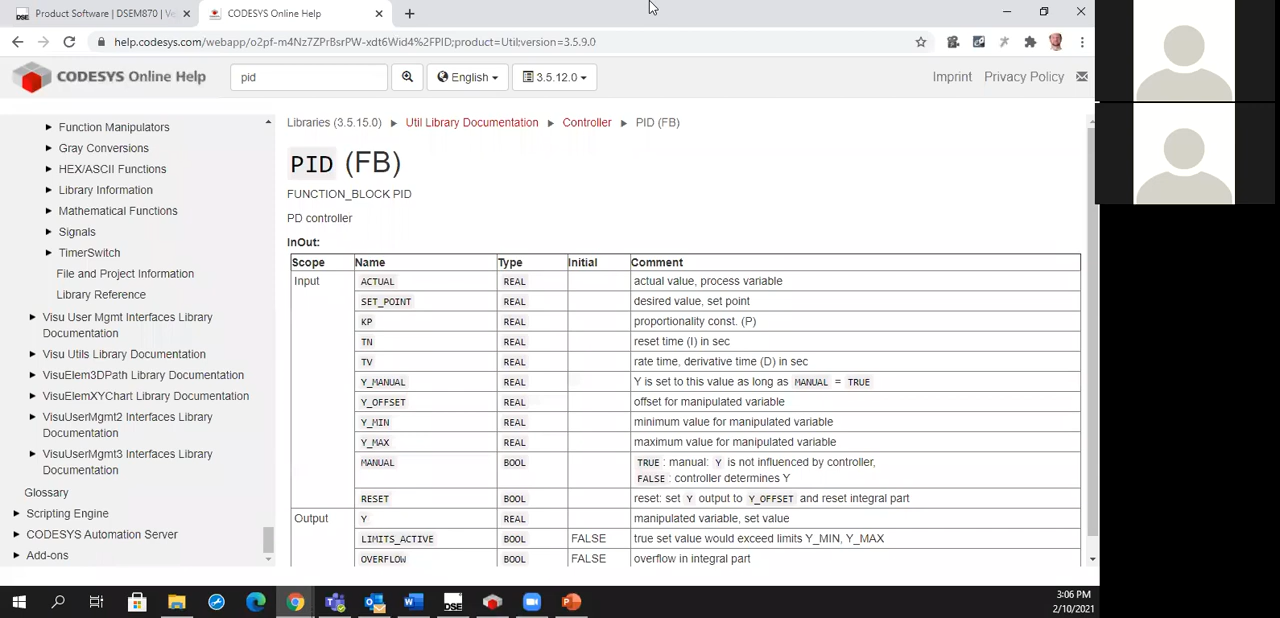 Product Software | DSEM870 | Ve
CODESYS Online Help
help.codesys.com/webapp/o2pf-m4Nz7ZPrBsrPW-xdt6Wid4%2FPID;product=Util;version=3.5.9.0
CODESYS Online Help
pid
English
3.5.12.0
Imprint
Privacy Policy
Function Manipulators
Gray Conversions
HEX/ASCII Functions
Library Information
Mathematical Functions
Signals
TimerSwitch
File and Project Information
Library Reference
Visu User Mgmt Interfaces Library
Documentation
Visu Utils Library Documentation
VisuElem3DPath Library Documentation
VisuElemXYChart Library Documentation
VisuUserMgmt2 Interfaces Library
Documentation
VisuUserMgmt3 Interfaces Library
Documentation
Glossary
Scripting Engine
CODESYS Automation Server
Add-ons
Libraries (3.5.15.0) ► Util Library Documentation ► Controller ► PID (FB)
PID (FB)
FUNCTION_BLOCK PID
PD controller
InOut:
Scope Name Type Initial Comment
Input ACTUAL REAL actual value, process variable
SET_POINT REAL desired value, set point
KP REAL proportionality const. (P)
TN REAL reset time (I) in sec
TV REAL rate time, derivative time (D) in sec
Y_MANUAL REAL Y is set to this value as long as MANUAL = TRUE
Y_OFFSET REAL offset for manipulated variable
Y_MIN REAL minimum value for manipulated variable
Y_MAX REAL maximum value for manipulated variable
MANUAL BOOL TRUE : manual: Y is not influenced by controller,
FALSE : controller determines Y
RESET BOOL reset: set Y output to Y_OFFSET and reset integral part
Output Y REAL manipulated variable, set value
LIMITS_ACTIVE BOOL FALSE true set value would exceed limits Y_MIN, Y_MAX
OVERFLOW BOOL FALSE overflow in integral part
DSE
3:06 PM
2/10/2021